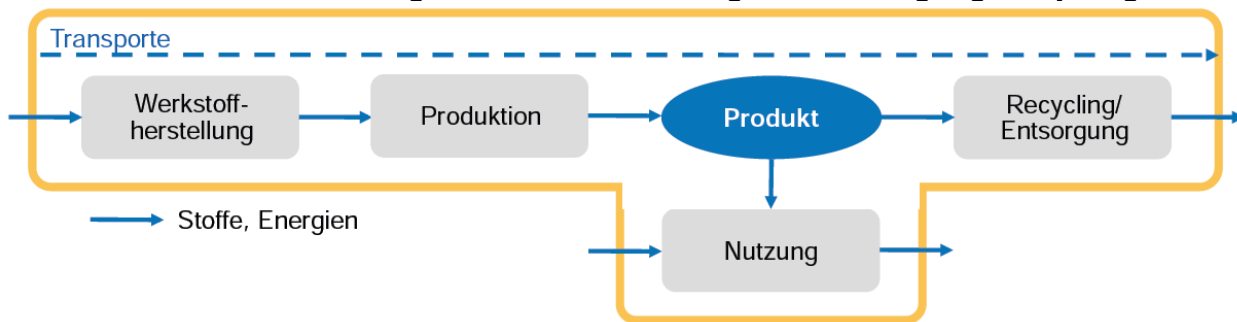 Transporte
Werkstoff-
herstellung
Produktion
Produkt
Recycling/
Entsorgung
Stoffe, Energien
Nutzung